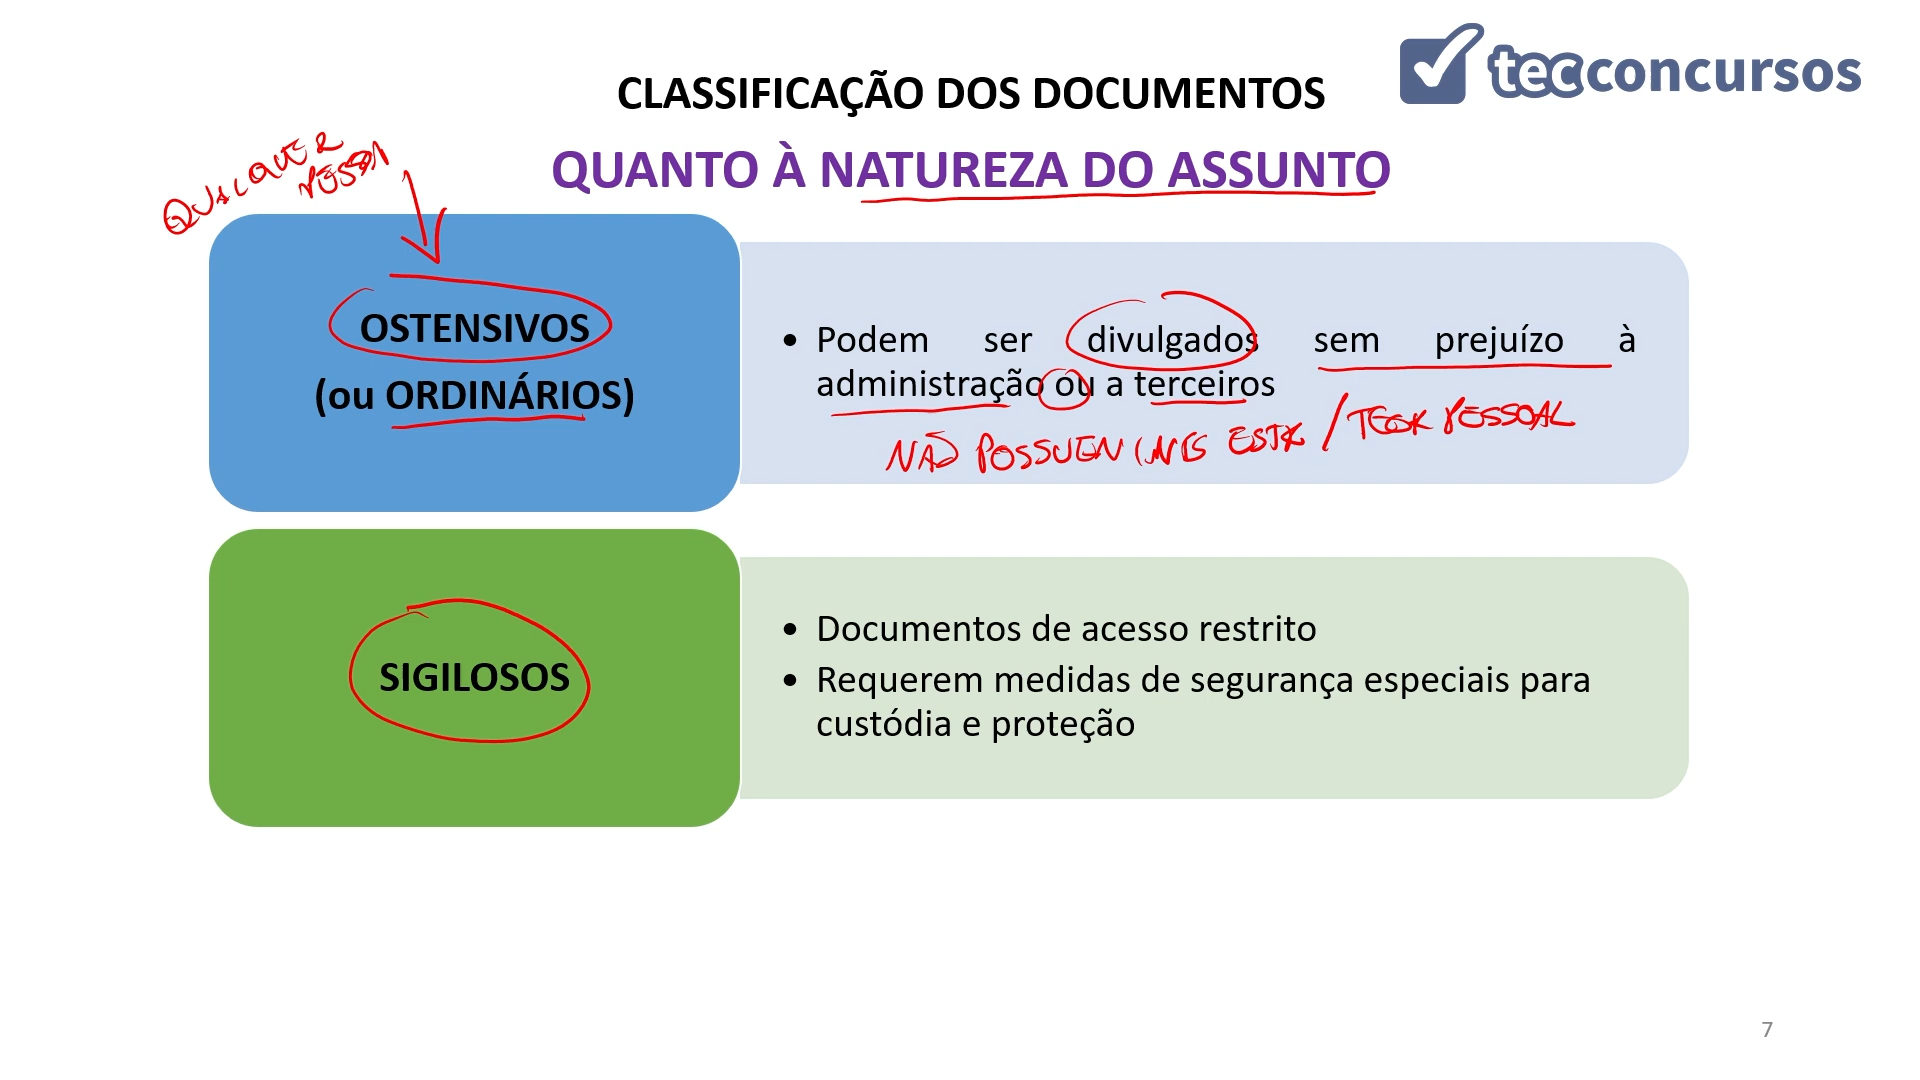 tecconcursos
CLASSIFICAÇÃO DOS DOCUMENTOS
QUANTO À NATUREZA DO ASSUNTO
QUALQUER
PESSOA
OSTENSIVOS
(ou ORDINÁRIOS)
• Podem ser divulgados sem prejuízo à
administração ou a terceiros
NÃO POSSUEM / TEOR PESSOAL
SIGILOSOS
• Documentos de acesso restrito
• Requerem medidas de segurança especiais para
custódia e proteção
7